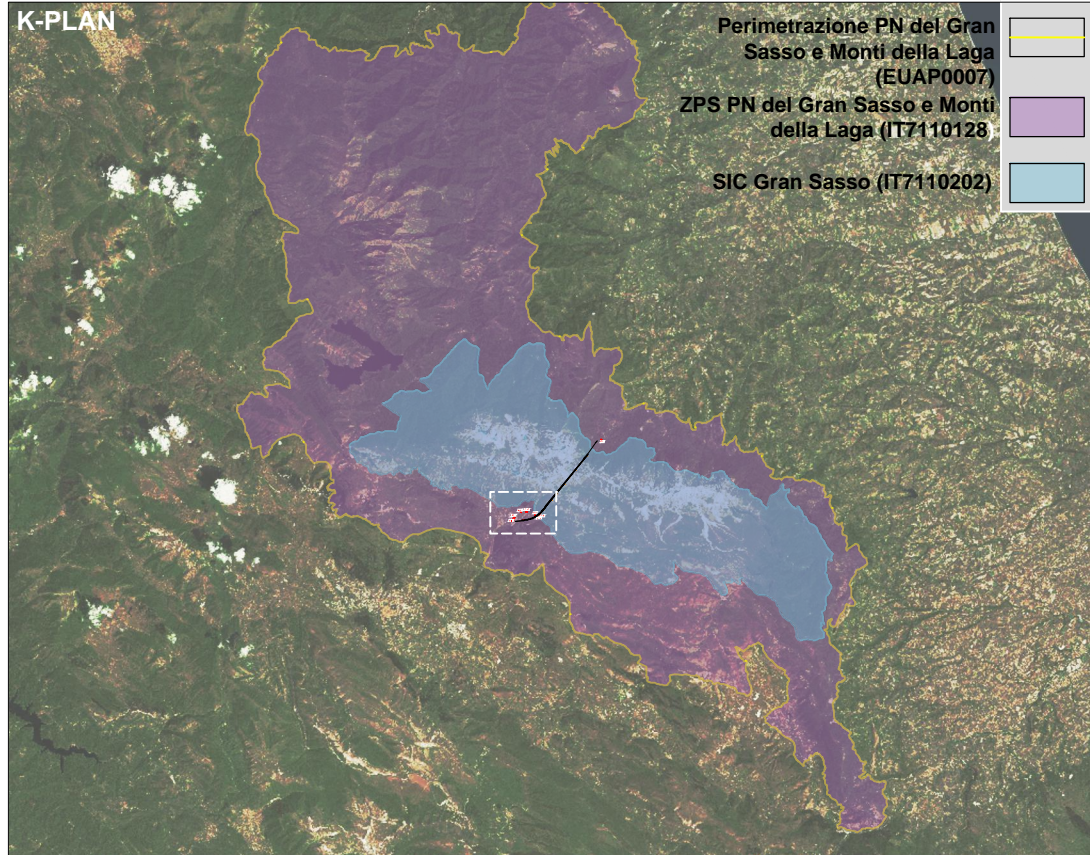 K-PLAN
Perimetrazione PN del Gran
Sasso e Monti della Laga
(EUAP0007)
ZPS PN del Gran Sasso e Monti
della Laga (IT7110128
SIC Gran Sasso (IT7110202)